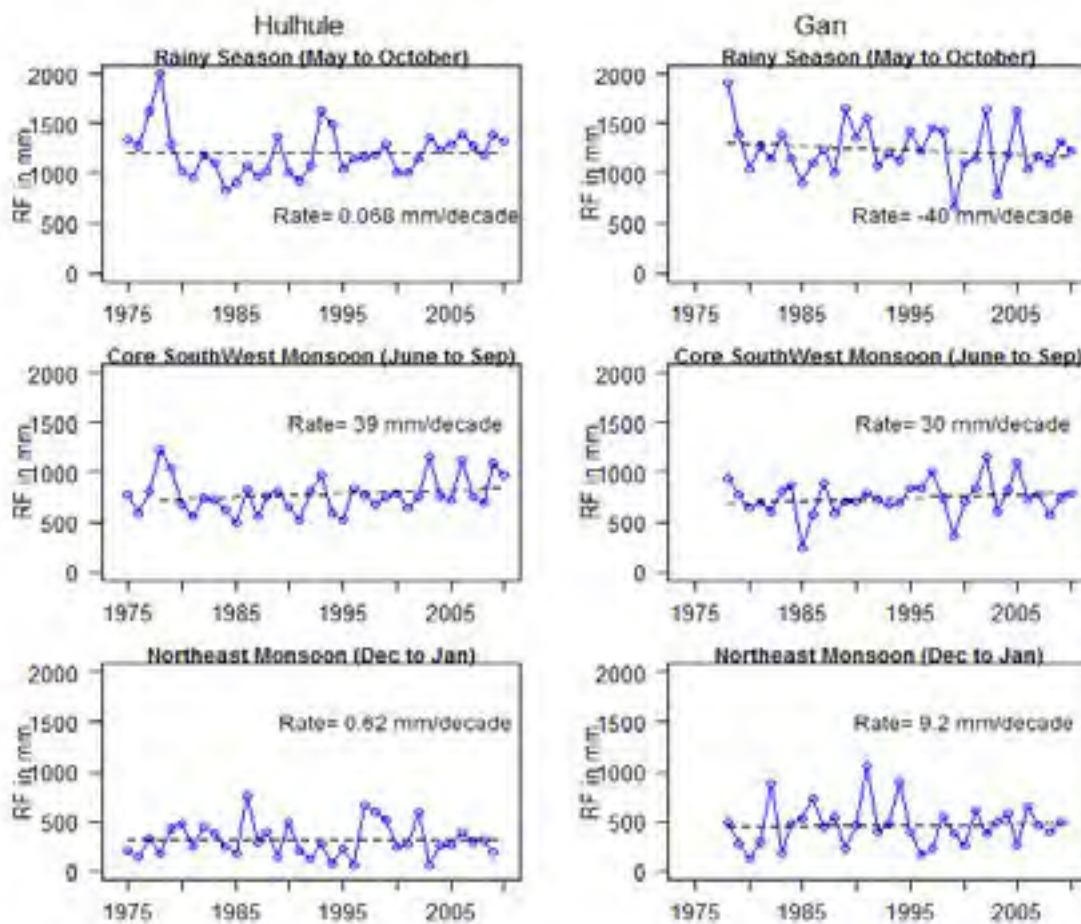 Hulhule
Rainy Season (May to October)
RF in mm
2000
1500
1000
500
0
Rate= 0.068 mm/decade
1975 1985 1995 2005
Gan
Rainy Season (May to October)
RF in mm
2000
1500
1000
500
0
Rate= -40 mm/decade
1975 1985 1995 2005
Core SouthWest Monsoon (June to Sep)
RF in mm
2000
1500
1000
500
0
Rate= 39 mm/decade
1975 1985 1995 2005
Core SouthWest Monsoon (June to Sep)
RF in mm
2000
1500
1000
500
0
Rate= 30 mm/decade
1975 1985 1995 2005
Northeast Monsoon (Dec to Jan)
RF in mm
2000
1500
1000
500
0
Rate= 0.62 mm/decade
1975 1985 1995 2005
Northeast Monsoon (Dec to Jan)
RF in mm
2000
1500
1000
500
0
Rate= 9.2 mm/decade
1975 1985 1995 2005